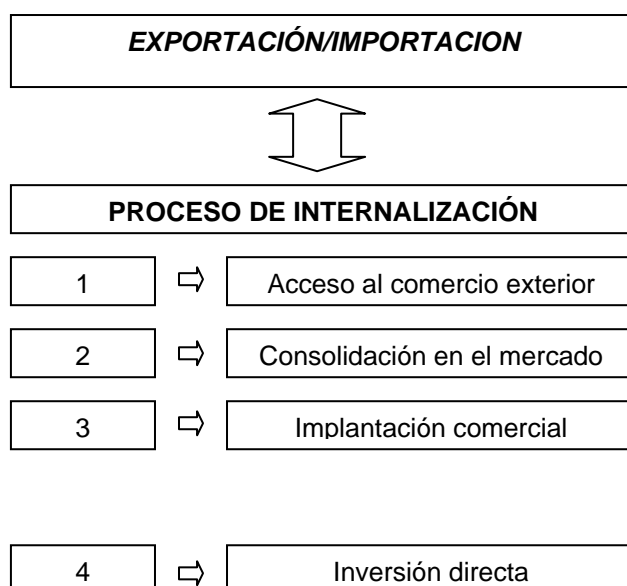 EXPORTACIÓN/IMPORTACION
PROCESO DE INTERNALIZACIÓN
1 Acceso al comercio exterior
2 Consolidación en el mercado
3 Implantación comercial
4 Inversión directa